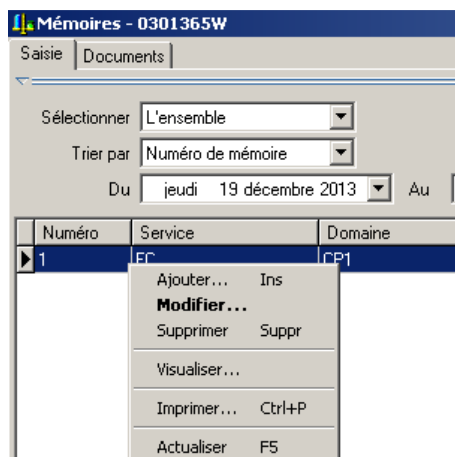 Mémoires - 0301365W
Saisie Documents
Sélectionner L'ensemble
Trier par Numéro de mémoire
Du jeudi 19 décembre 2013 Au
Numéro Service Domaine
1 FC CP1
Ajouter... Ins
Modifier...
Supprimer Suppr
Visualiser...
Imprimer... Ctrl+P
Actualiser F5